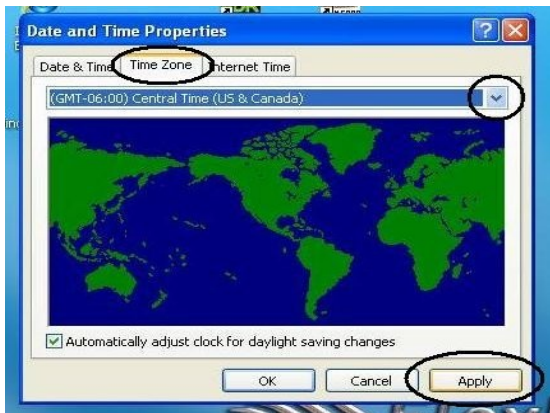 Date and Time Properties
Date & Time
Time Zone
Internet Time
(GMT-06:00) Central Time (US & Canada)
Automatically adjust clock for daylight saving changes
OK
Cancel
Apply